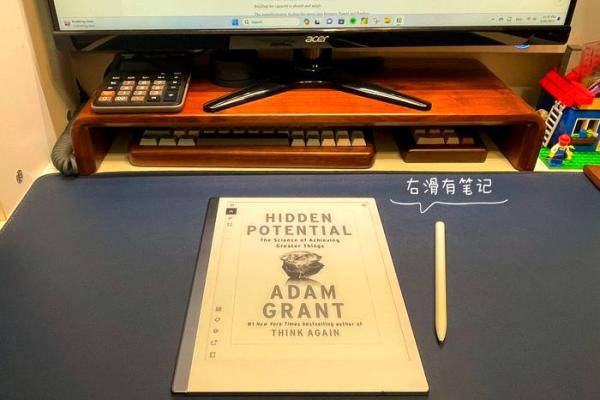 Search
acer
右滑有笔记
HIDDEN
POTENTIAL
The Science of Achieving
Greater Things
ADAM
GRANT
#1 New York Times bestselling author of
THINK AGAIN